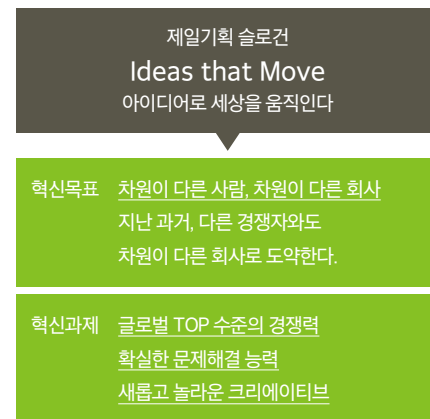 제일기획 슬로건
Ideas that Move
아이디어로 세상을 움직인다
혁신목표 차원이 다른 사람, 차원이 다른 회사
지난 과거, 다른 경쟁자와도
차원이 다른 회사로 도약한다.
혁신과제 글로벌 TOP 수준의 경쟁력
확실한 문제해결 능력
새롭고 놀라운 크리에이티브